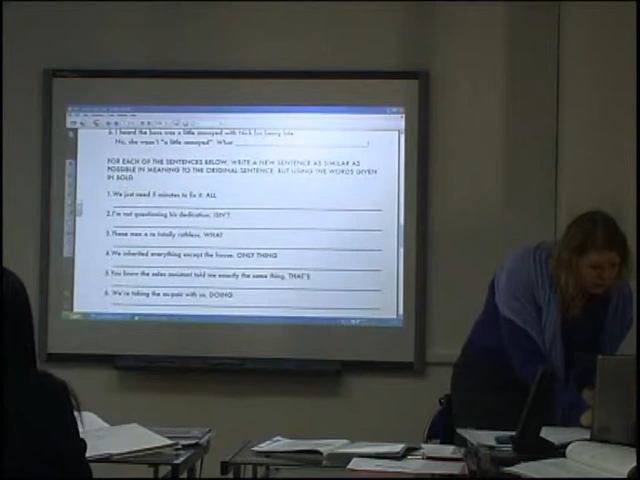 6. I heard the boss was a little annoyed with Nick for being late
No, she wasn't "a little annoyed". What ____________________!
FOR EACH OF THE SENTENCES BELOW, WRITE A NEW SENTENCE AS SIMILAR AS
POSSIBLE IN MEANING TO THE ORIGINAL SENTENCE, BUT USING THE WORDS GIVEN
IN BOLD.
1. We just need 5 minutes to fix it. ALL
2. I'm not questioning his dedication. ISN'T
3. These men are totally ruthless. WHAT
4. We inherited everything except the house. ONLY THING
5. You know the sales assistant told me exactly the same thing. THAT'S
6. We're taking the au-pair with us. DOING